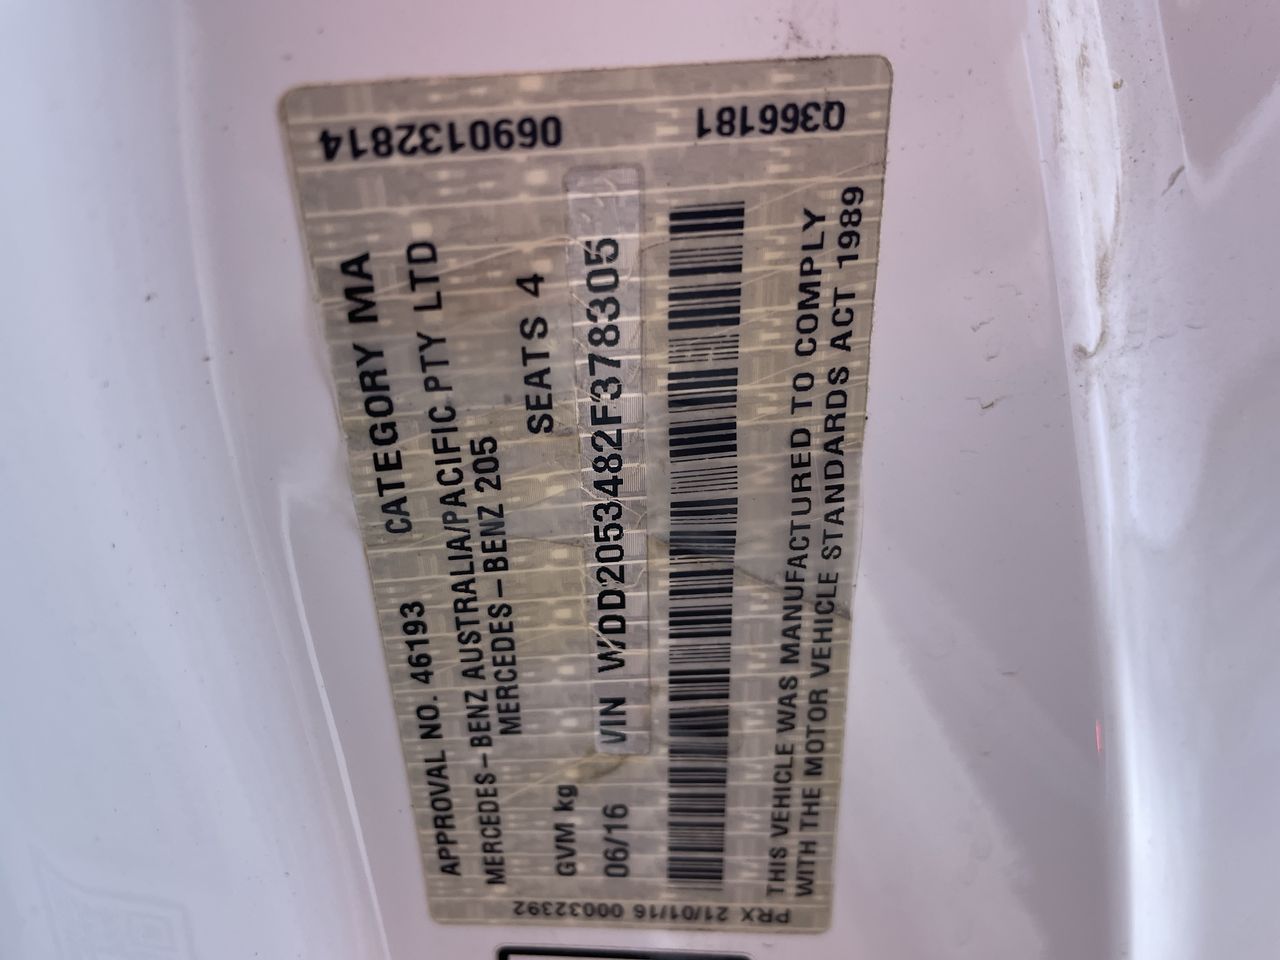 0690132814
Q366181
APPROVAL NO. 46193 CATEGORY MA
MERCEDES-BENZ AUSTRALIA/PACIFIC PTY LTD
MERCEDES-BENZ 205
SEATS 4
GVM kg
06/16 VIN WDD2053482F378305
THIS VEHICLE WAS MANUFACTURED TO COMPLY
WITH THE MOTOR VEHICLE STANDARDS ACT 1989
PRX 21/01/16 00032392